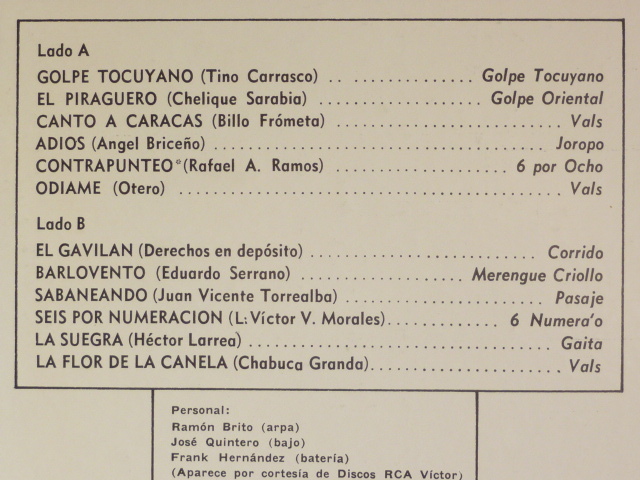 Lado A
GOLPE TOCUYANO (Tino Carrasco) .. ............... Golpe Tocuyano
EL PIRAGUERO (Chelique Sarabia) ................. Golpe Oriental
CANTO A CARACAS (Billo Frómeta) ......................... Vals
ADIOS (Angel Briceño) .................................... Joropo
CONTRAPUNTEO*(Rafael A. Ramos) .................. 6 por Ocho
ODIAME (Otero) ......................................... Vals
Lado B
EL GAVILAN (Derechos en depósito) ....................... Corrido
BARLOVENTO (Eduardo Serrano) ................ Merengue Criollo
SABANEANDO (Juan Vicente Torrealba) .................... Pasaje
SEIS POR NUMERACION (L: Víctor V. Morales)............ 6 Numera'o
LA SUEGRA (Héctor Larrea) ................................ Gaita
LA FLOR DE LA CANELA (Chabuca Granda)..................... Vals
Personal:
Ramón Brito (arpa)
José Quintero (bajo)
Frank Hernández (batería)
(Aparece por cortesía de Discos RCA Víctor)